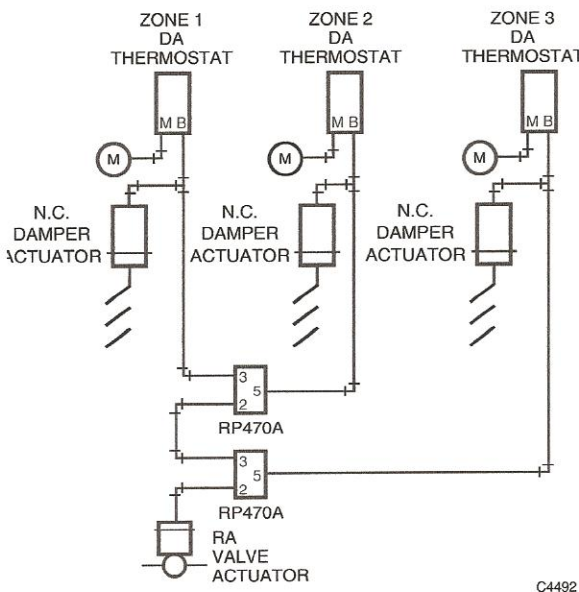 ZONE 1
DA
THERMOSTAT
ZONE 2
DA
THERMOSTAT
ZONE 3
DA
THERMOSTAT
M B
M B
M B
M
M
M
N.C.
DAMPER
ACTUATOR
N.C.
DAMPER
ACTUATOR
N.C.
DAMPER
ACTUATOR
3
5
2
RP470A
3
5
2
RP470A
RA
VALVE
ACTUATOR
C4492